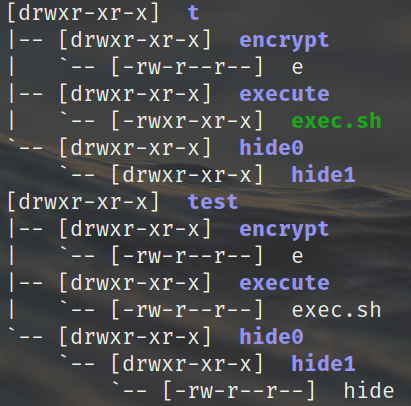 [drwxr-xr-x]  t
|-- [drwxr-xr-x]  encrypt
|   `-- [-rw-r--r--]  e
|-- [drwxr-xr-x]  execute
|   `-- [-rwxr-xr-x]  exec.sh
`-- [drwxr-xr-x]  hide0
    `-- [drwxr-xr-x]  hide1
[drwxr-xr-x]  test
|-- [drwxr-xr-x]  encrypt
|   `-- [-rw-r--r--]  e
|-- [drwxr-xr-x]  execute
|   `-- [-rw-r--r--]  exec.sh
`-- [drwxr-xr-x]  hide0
    `-- [drwxr-xr-x]  hide1
        `-- [-rw-r--r--]  hide